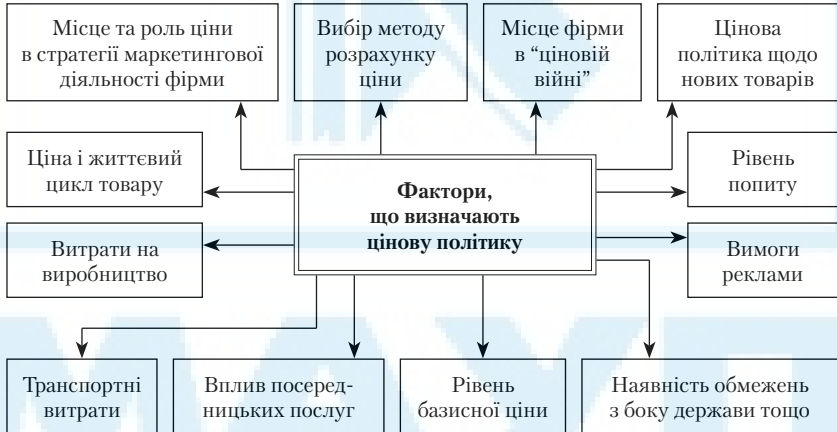 Місце та роль ціни
в стратегії маркетингової
діяльності фірми
Вибір методу
розрахунку
ціни
Місце фірми
в “ціновій
війні”
Цінова
політика щодо
нових товарів
Ціна і життєвий
цикл товару
Фактори,
що визначають
цінову політику
Рівень
попиту
Витрати на
виробництво
Вимоги
реклами
Транспортні
витрати
Вплив посеред-
ницьких послуг
Рівень
базисної ціни
Наявність обмежень
з боку держави тощо